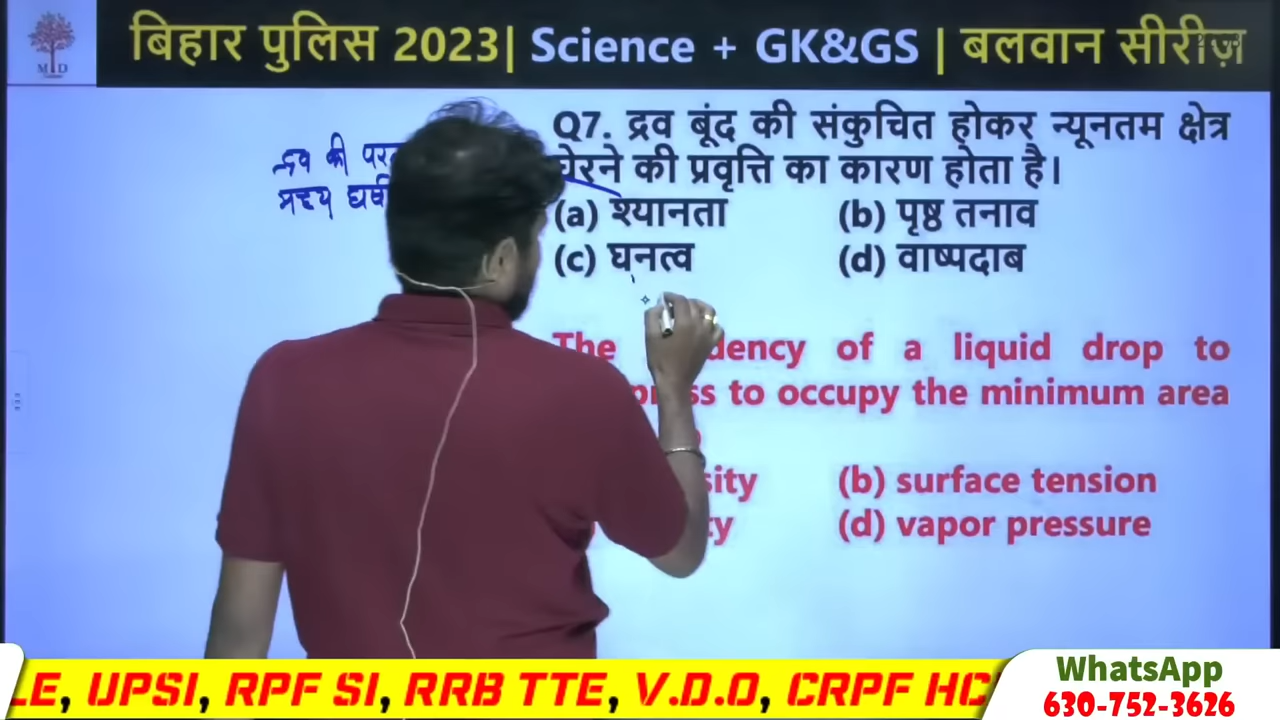 बिहार पुलिस 2023| Science + GK&GS | बलवान सीरीज़
M D
द्रव की
Q7. द्रव बूंद की संकुचित होकर न्यूनतम क्षेत्र
घेरने की प्रवृत्ति का कारण होता है।
(a) श्यानता (b) पृष्ठ तनाव
(c) घनत्व (d) वाष्पदाब
The dency of a liquid drop to
ss to occupy the minimum area
sity (b) surface tension
ty (d) vapor pressure
LE, UPSI, RPF SI, RRB TTE, V.D.O, CRPF HC
WhatsApp
630-752-3626